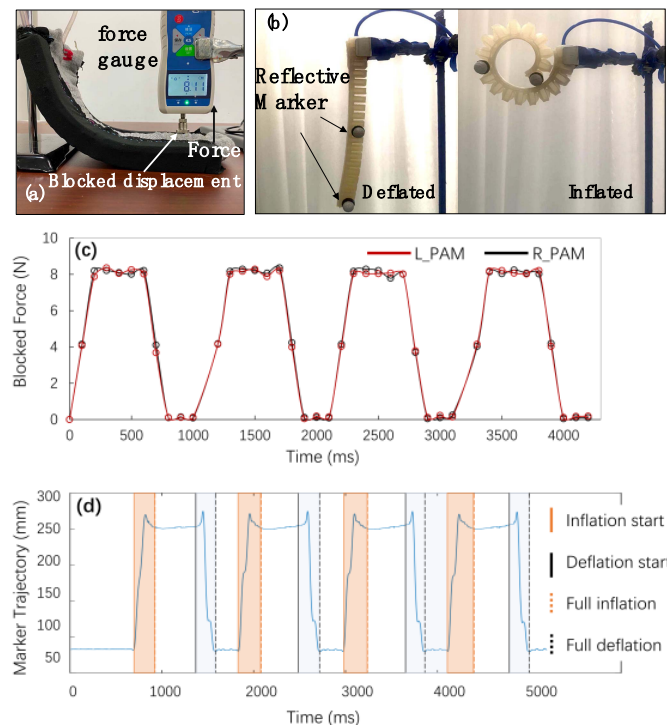 force
gauge
8.11
Force
Blocked displacement
(a)
(b)
Reflective
Marker
Deflated
Inflated
(c)
L_PAM
R_PAM
Blocked Force (N)
10
8
6
4
2
0
0 500 1000 1500 2000 2500 3000 3500 4000
Time (ms)
(d)
Marker Trajectory (mm)
300
250
200
150
100
50
0 1000 2000 3000 4000 5000
Time (ms)
Inflation start
Deflation start
Full inflation
Full deflation